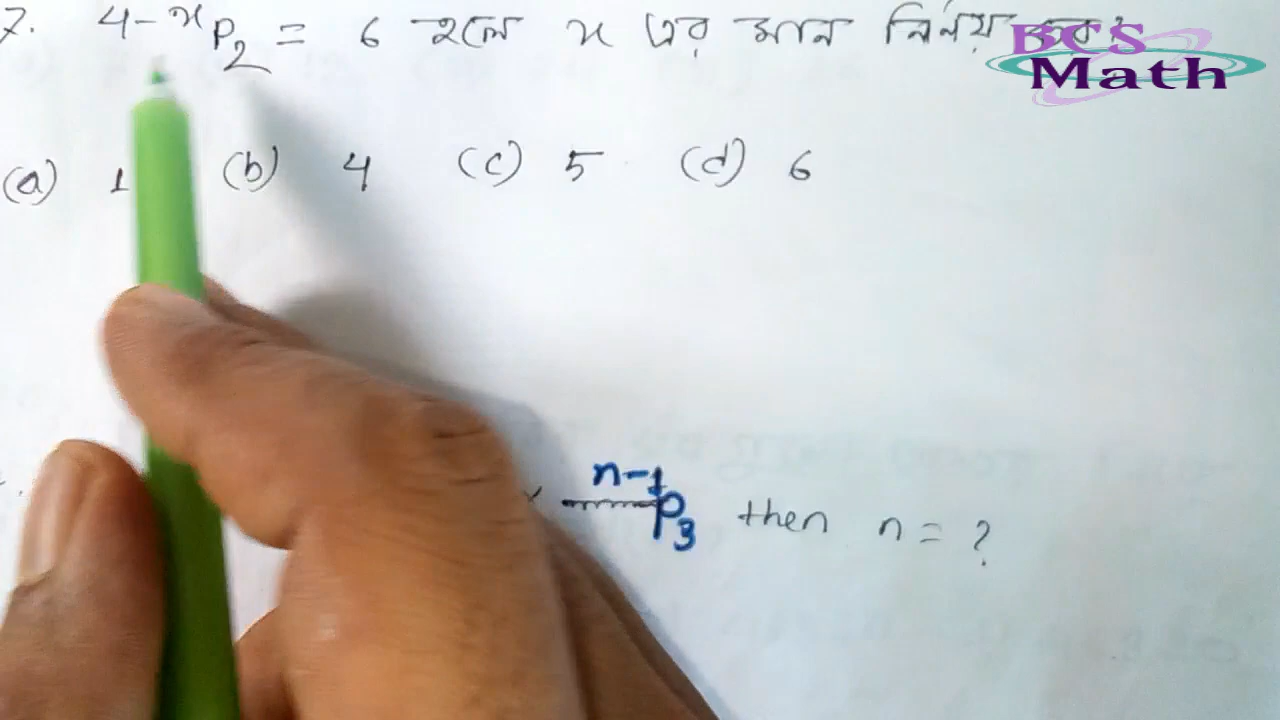 7. 4-xP2 = 6 হলে x এর মান নির্ণয় কর?
BCS
Math
(a) 1 (b) 4 (c) 5 (d) 6
n-1P3 then n = ?